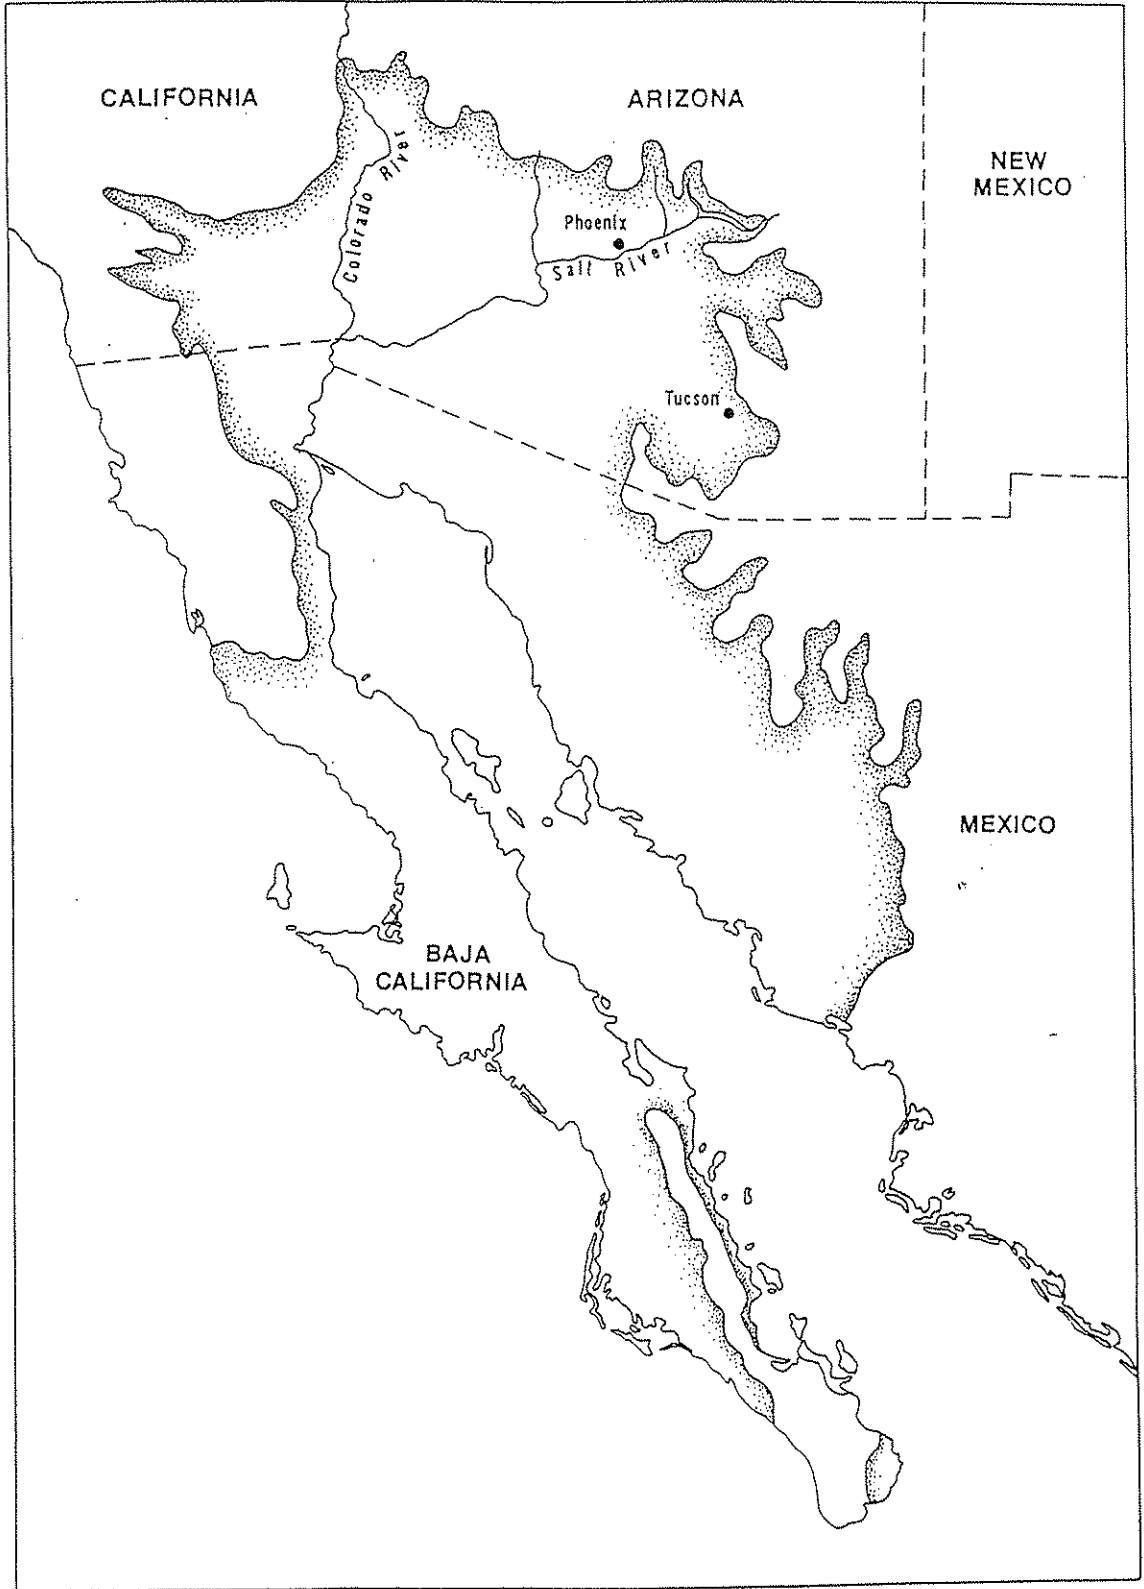 CALIFORNIA
ARIZONA
NEW
MEXICO
Colorado River
Phoenix
Salt River
Tucson
MEXICO
BAJA
CALIFORNIA